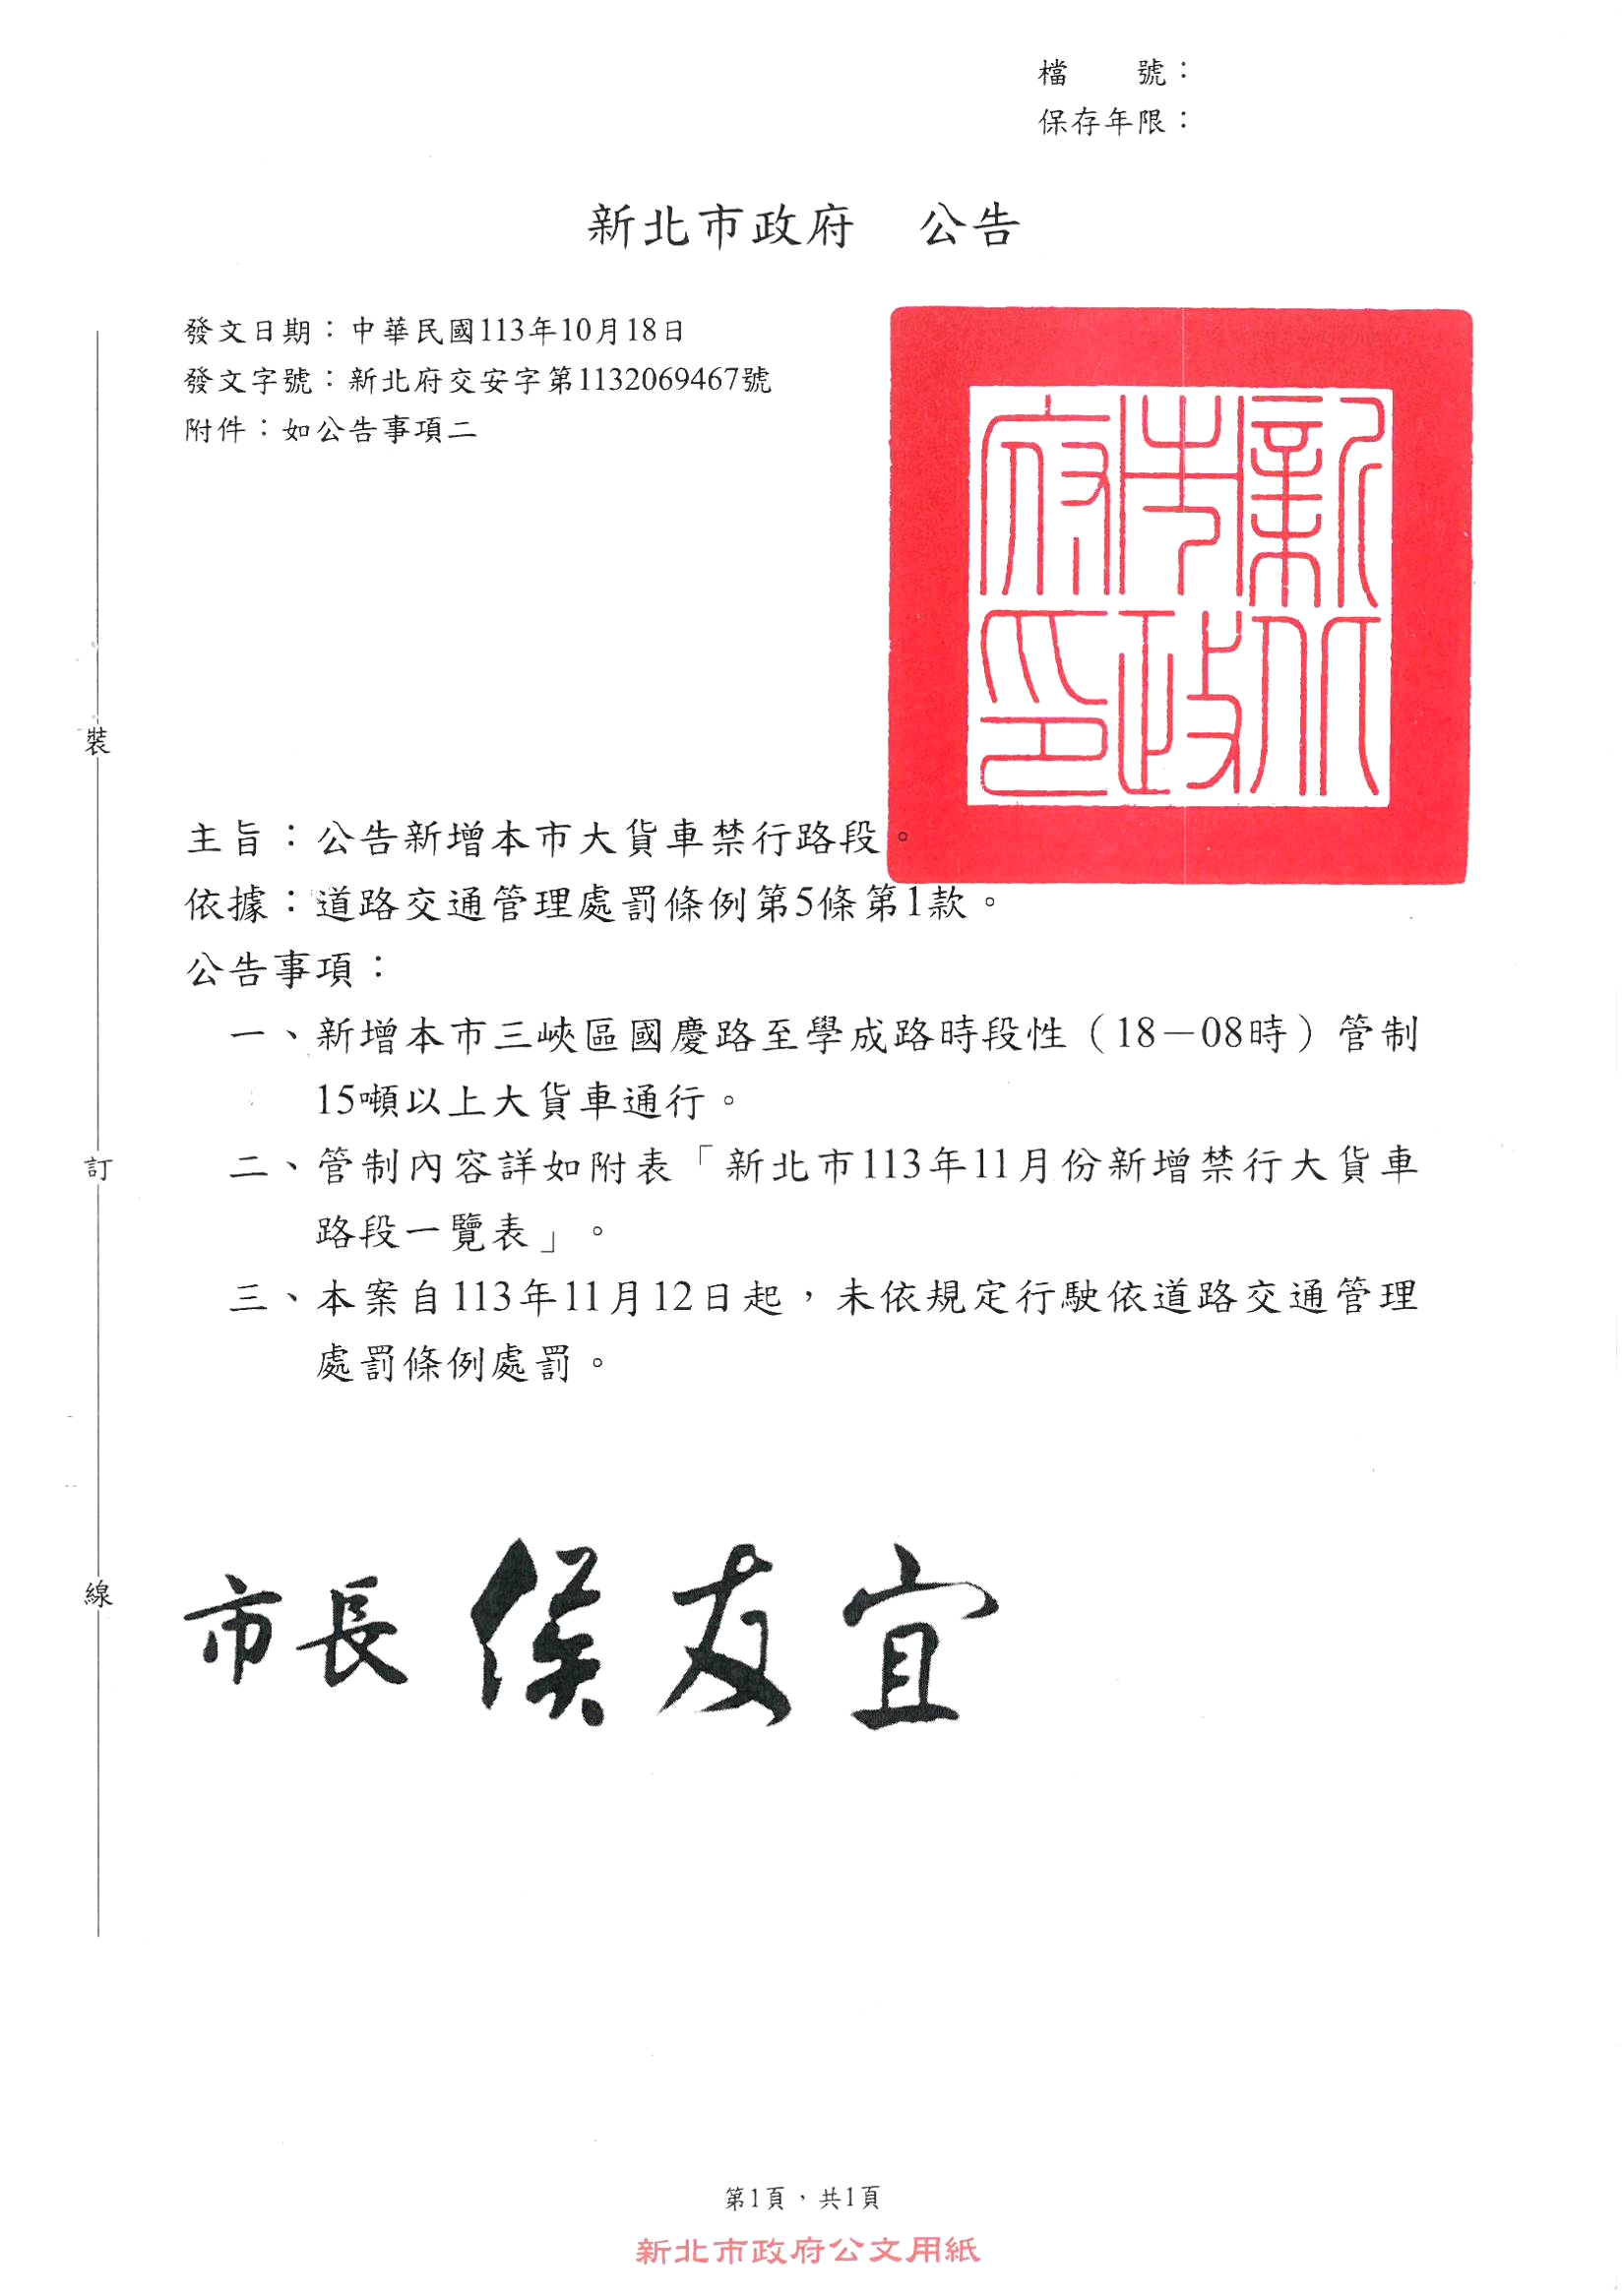 檔　　號：
保存年限：
新北市政府　公告
發文日期：中華民國113年10月18日
發文字號：新北府交安字第1132069467號
附件：如公告事項二
新北市政府印
主旨：公告新增本市大貨車禁行路段。
依據：道路交通管理處罰條例第5條第1款。
公告事項：
一、新增本市三峽區國慶路至學成路時段性（18－08時）管制
15噸以上大貨車通行。
二、管制內容詳如附表「新北市113年11月份新增禁行大貨車
路段一覽表」。
三、本案自113年11月12日起，未依規定行駛依道路交通管理
處罰條例處罰。
裝
訂
線
市長 侯友宜
第1頁，共1頁
新北市政府公文用紙